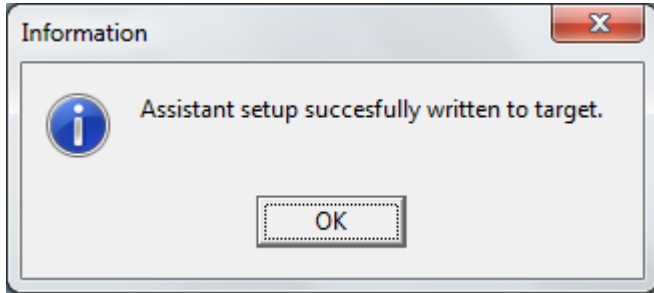 Information
Assistant setup succesfully written to target.
OK